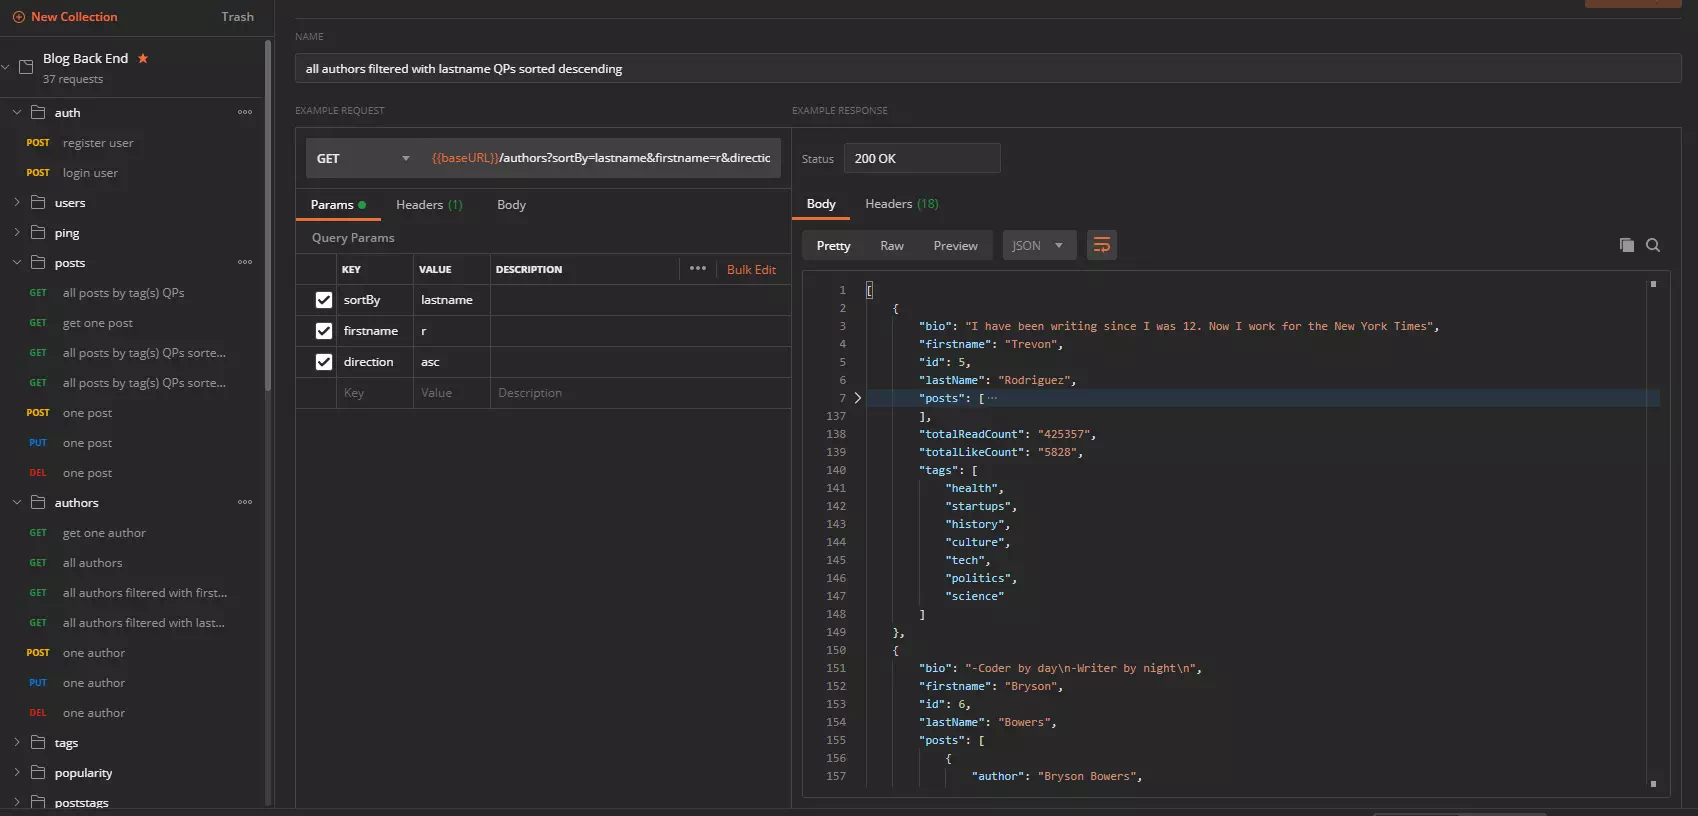 New Collection
Trash
Blog Back End
37 requests
auth
POST register user
POST login user
users
ping
posts
GET all posts by tag(s) QPs
GET get one post
GET all posts by tag(s) QPs sorte...
GET all posts by tag(s) QPs sorte...
POST one post
PUT one post
DEL one post
authors
GET get one author
GET all authors
GET all authors filtered with first...
GET all authors filtered with last...
POST one author
PUT one author
DEL one author
tags
popularity
poststags
NAME
all authors filtered with lastname QPs sorted descending
EXAMPLE REQUEST
GET {{baseURL}}/authors?sortBy=lastname&firstname=r&directic
Params Headers (1) Body
Query Params
KEY VALUE DESCRIPTION ••• Bulk Edit
sortBy lastname
firstname r
direction asc
Key Value Description
EXAMPLE RESPONSE
Status 200 OK
Body Headers (18)
Pretty Raw Preview JSON
1 [
2 {
3 "bio": "I have been writing since I was 12. Now I work for the New York Times",
4 "firstname": "Trevon",
5 "id": 5,
6 "lastName": "Rodriguez",
7 "posts": [···
137 ],
138 "totalReadCount": "425357",
139 "totalLikeCount": "5828",
140 "tags": [
141 "health",
142 "startups",
143 "history",
144 "culture",
145 "tech",
146 "politics",
147 "science"
148 ]
149 },
150 {
151 "bio": "-Coder by day\n-Writer by night\n",
152 "firstname": "Bryson",
153 "id": 6,
154 "lastName": "Bowers",
155 "posts": [
156 {
157 "author": "Bryson Bowers",